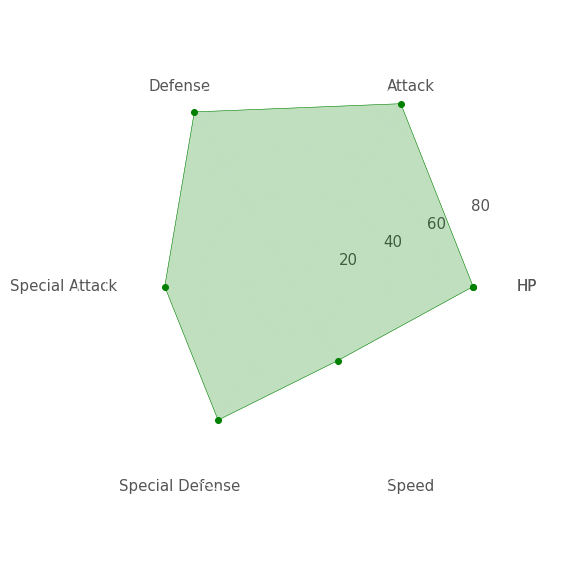 Defense
Attack
80
60
40
20
Special Attack
HP
Special Defense
Speed